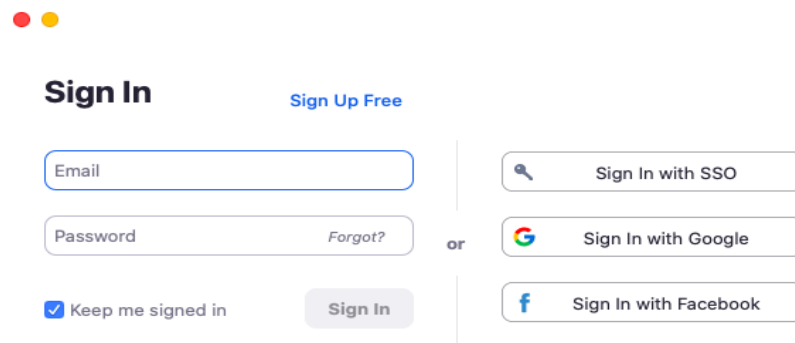 Sign In
Sign Up Free
Email
Password
Forgot?
Keep me signed in
Sign In
or
Sign In with SSO
Sign In with Google
Sign In with Facebook